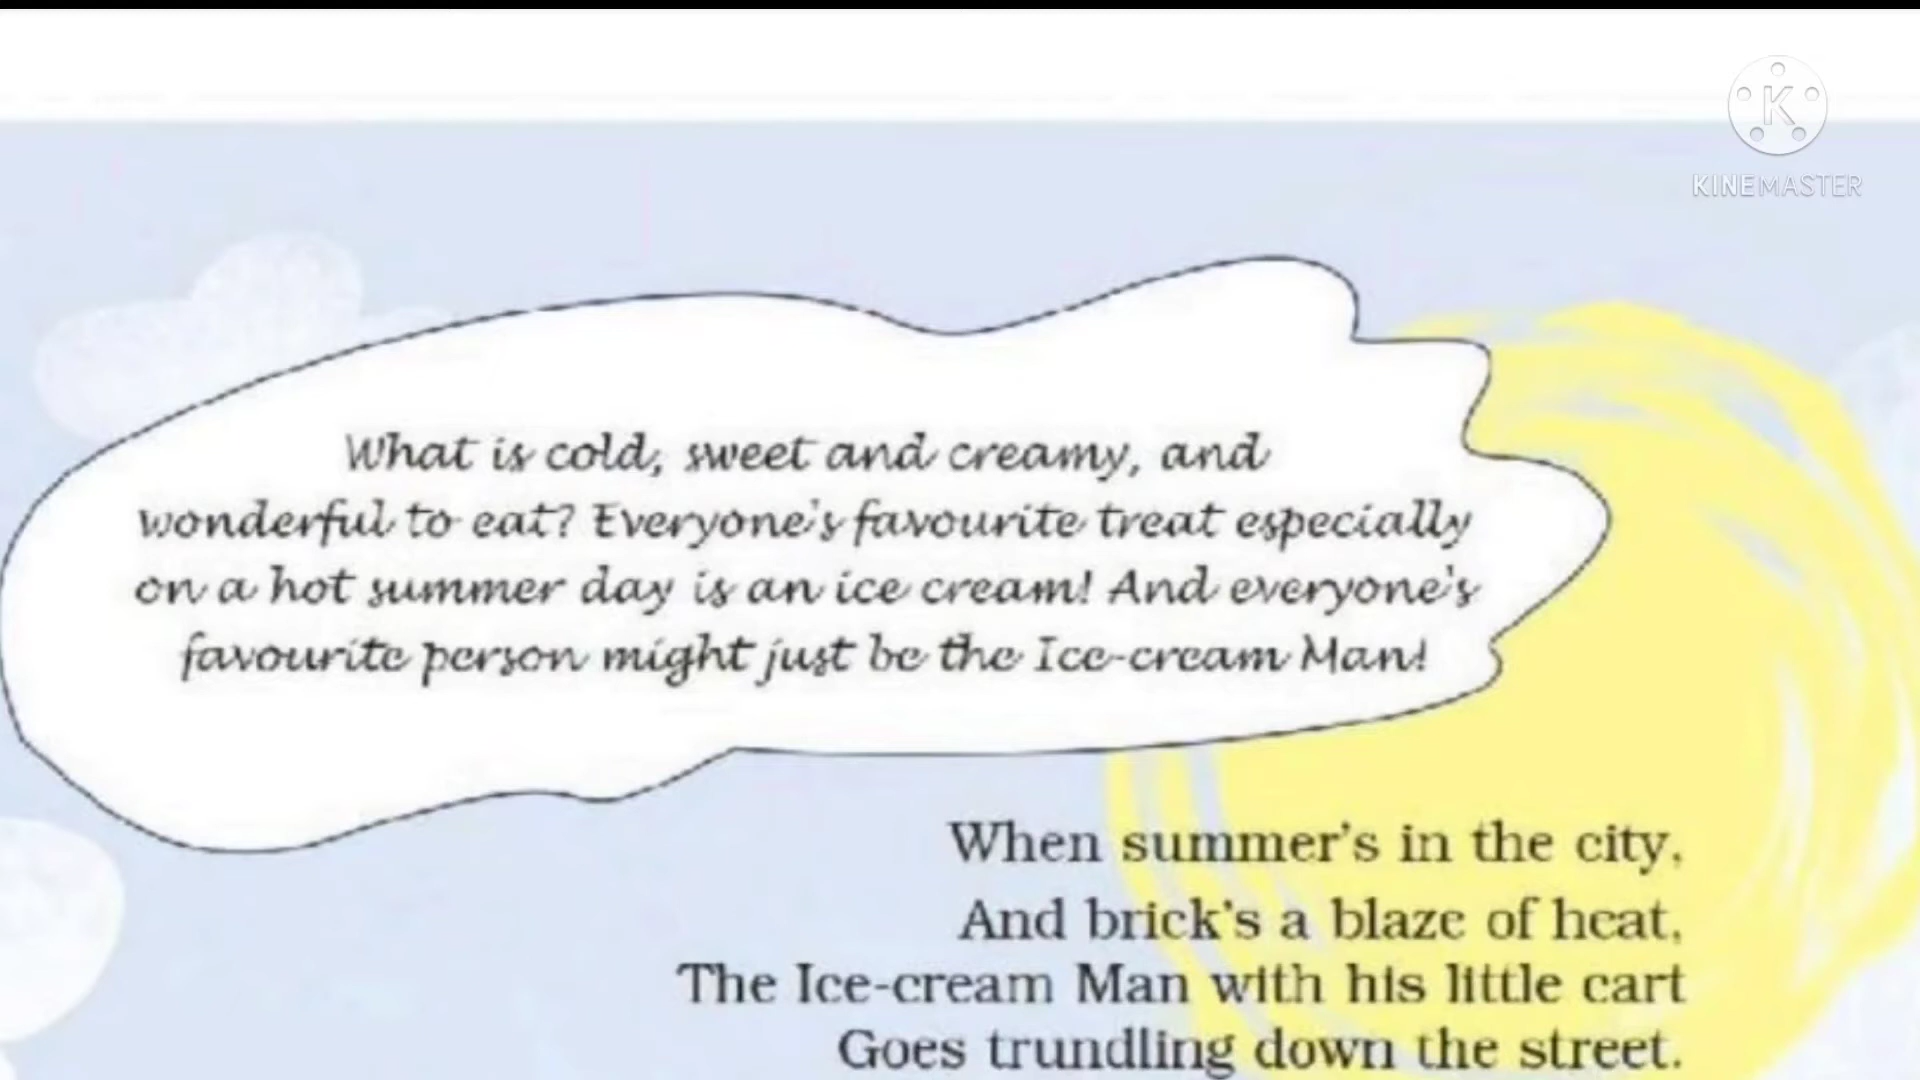 KINEMASTER
What is cold, sweet and creamy, and
wonderful to eat? Everyone's favourite treat especially
on a hot summer day is an ice cream! And everyone's
favourite person might just be the Ice-cream Man!
When summer's in the city,
And brick's a blaze of heat,
The Ice-cream Man with his little cart
Goes trundling down the street.